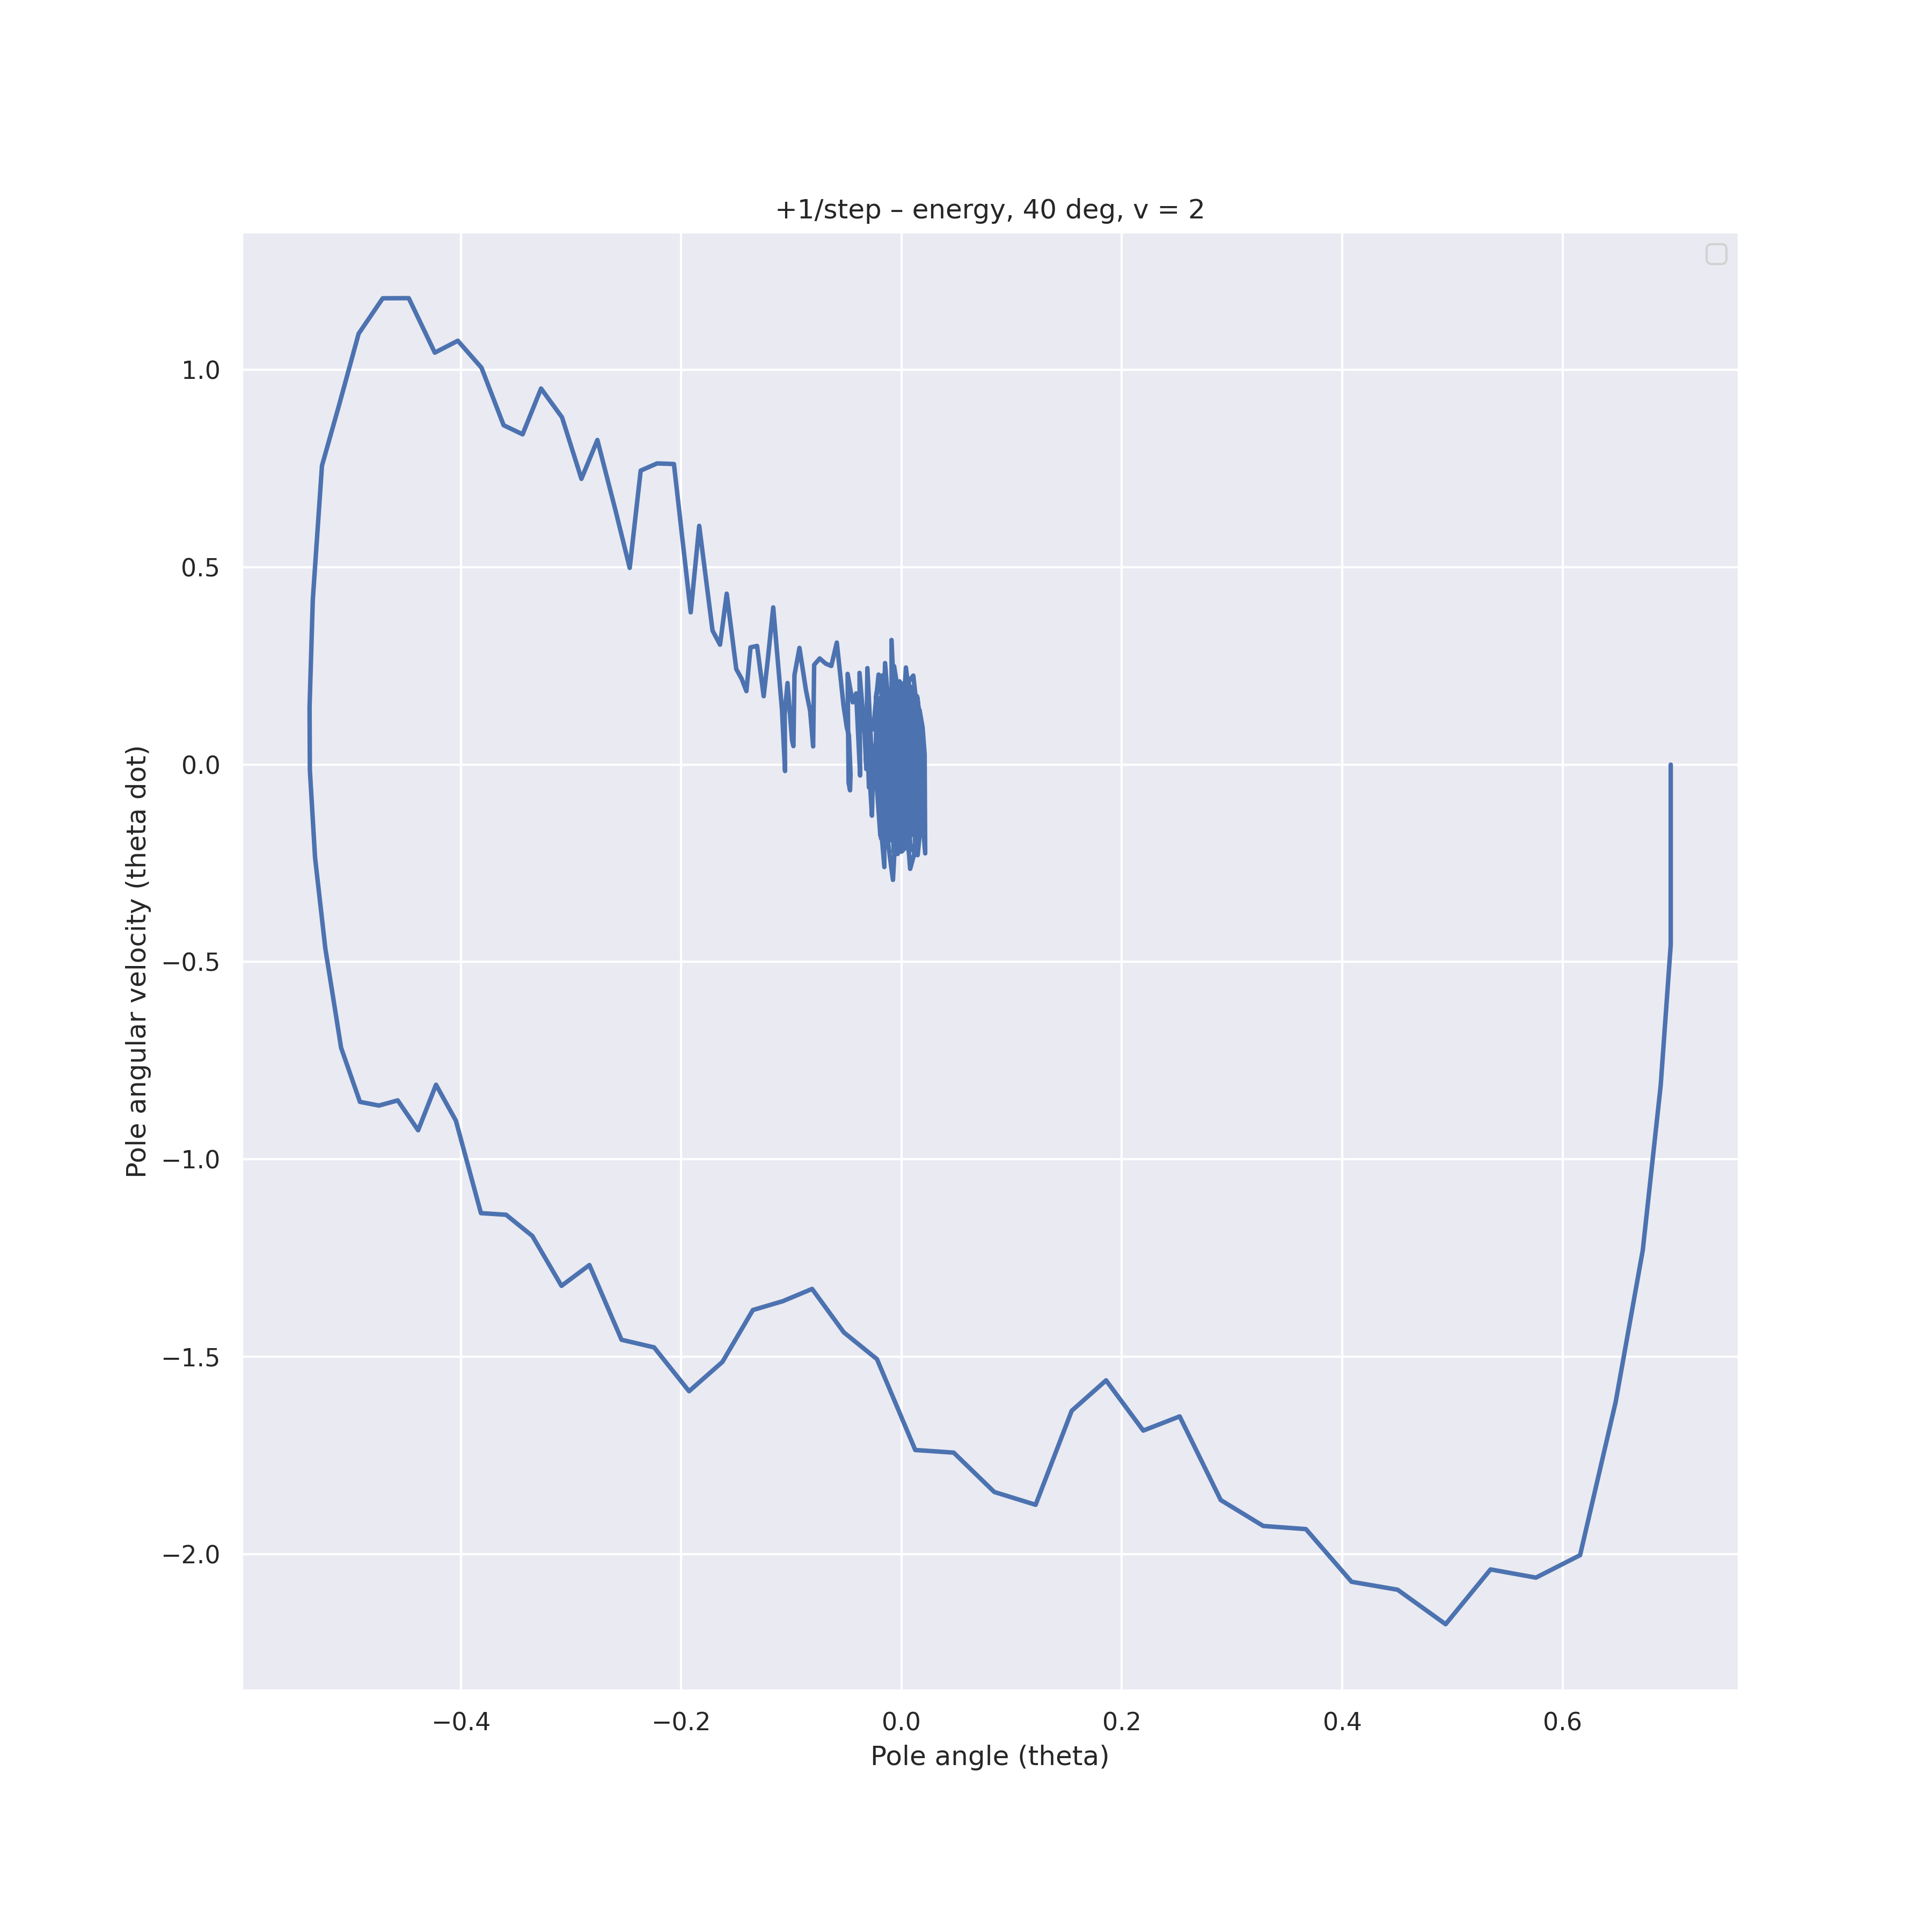 +1/step – energy, 40 deg, v = 2
1.0
0.5
0.0
−0.5
−1.0
−1.5
−2.0
Pole angular velocity (theta dot)
−0.4 −0.2 0.0 0.2 0.4 0.6
Pole angle (theta)